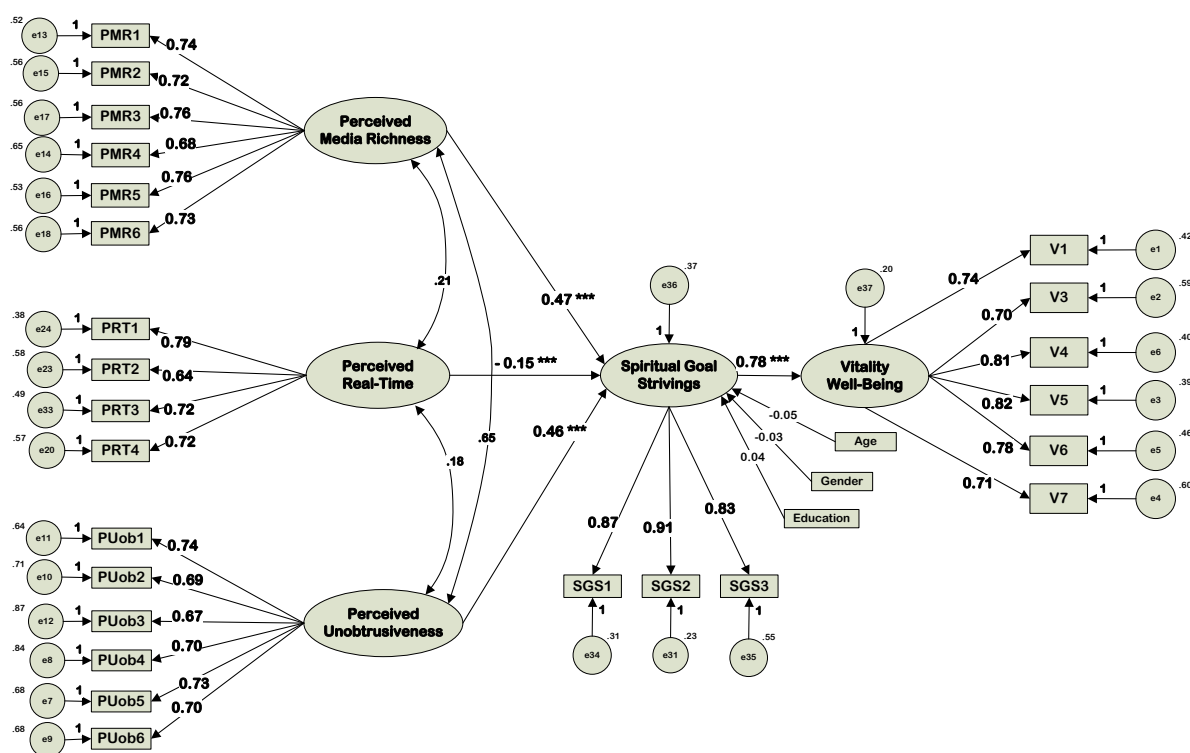 .52
e13
1
PMR1
0.74
.56
e15
1
PMR2
0.72
.56
e17
1
PMR3
0.76
.65
e14
1
PMR4
0.68
.53
e16
1
PMR5
0.76
.56
e18
1
PMR6
0.73
Perceived
Media Richness
.21
.65
0.47 ***
.38
e24
1
PRT1
0.79
.58
e23
1
PRT2
0.64
.49
e33
1
PRT3
0.72
.57
e20
1
PRT4
0.72
Perceived
Real-Time
- 0.15 ***
.18
0.46 ***
.64
e11
1
PUob1
0.74
.71
e10
1
PUob2
0.69
.87
e12
1
PUob3
0.67
.84
e8
1
PUob4
0.70
.68
e7
1
PUob5
0.73
.68
e9
1
PUob6
0.70
Perceived
Unobtrusiveness
.37
e36
1
Spiritual Goal
Strivings
0.78 ***
.20
e37
1
Vitality
Well-Being
-0.05
Age
-0.03
Gender
0.04
Education
0.87
0.91
0.83
SGS1
SGS2
SGS3
1
1
1
.31
e34
.23
e31
.55
e35
0.74
V1
1
e1
.42
0.70
V3
1
e2
.59
0.81
V4
1
e6
.40
0.82
V5
1
e3
.39
0.78
V6
1
e5
.46
0.71
V7
1
e4
.60